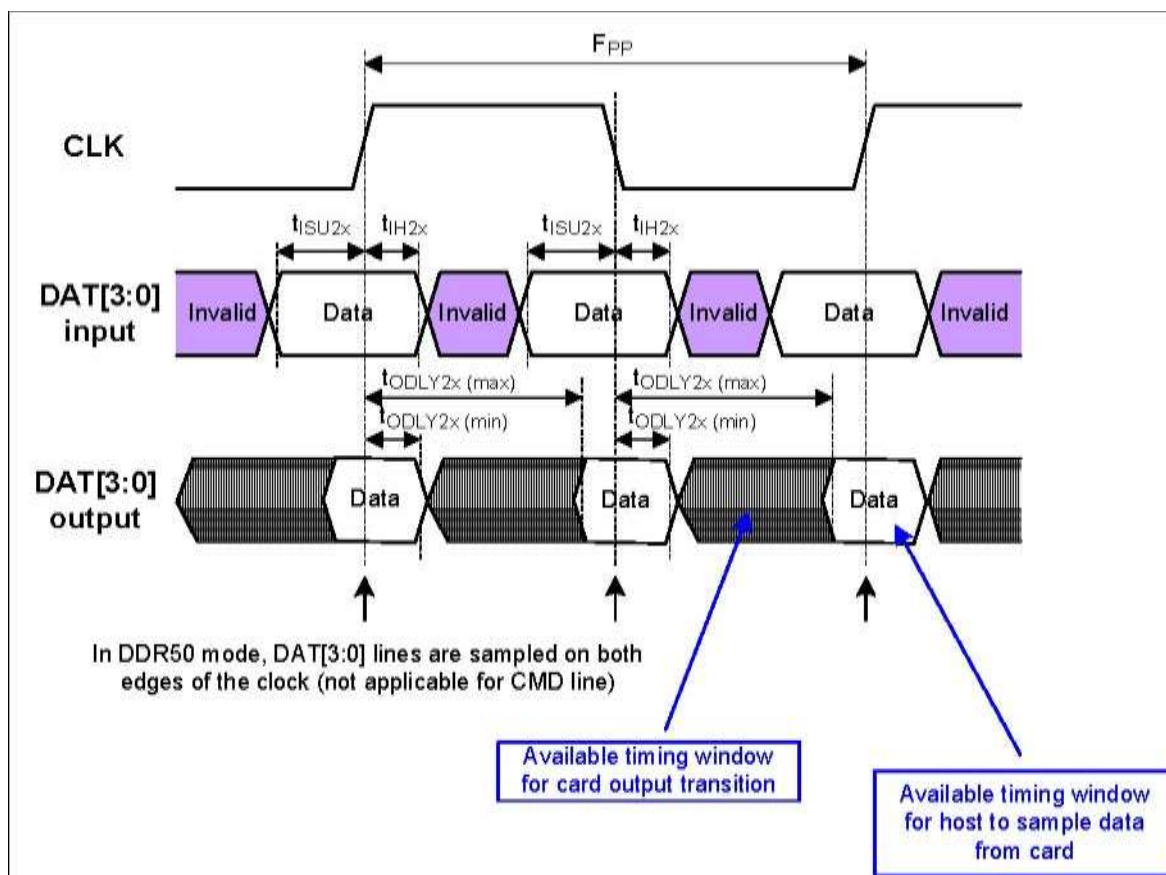 FPP
CLK
tISU2x tIH2x tISU2x tIH2x
DAT[3:0]
input
Invalid Data Invalid Data Invalid Data Invalid
tODLY2x (max) tODLY2x (max)
tODLY2x (min) tODLY2x (min)
DAT[3:0]
output
Data Data Data
In DDR50 mode, DAT[3:0] lines are sampled on both
edges of the clock (not applicable for CMD line)
Available timing window
for card output transition
Available timing window
for host to sample data
from card